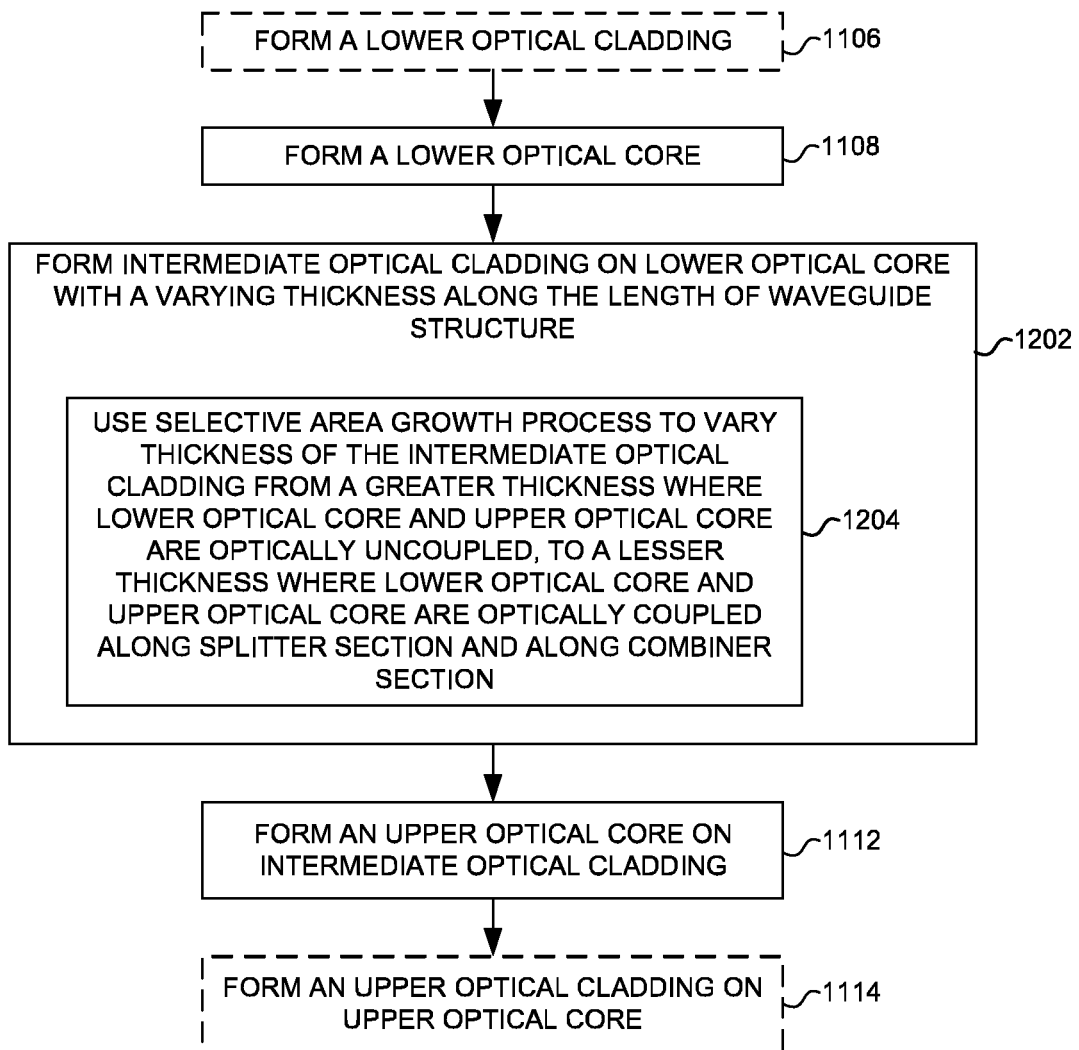 FORM A LOWER OPTICAL CLADDING
1106
FORM A LOWER OPTICAL CORE
1108
FORM INTERMEDIATE OPTICAL CLADDING ON LOWER OPTICAL CORE
WITH A VARYING THICKNESS ALONG THE LENGTH OF WAVEGUIDE
STRUCTURE
1202
USE SELECTIVE AREA GROWTH PROCESS TO VARY
THICKNESS OF THE INTERMEDIATE OPTICAL
CLADDING FROM A GREATER THICKNESS WHERE
LOWER OPTICAL CORE AND UPPER OPTICAL CORE
ARE OPTICALLY UNCOUPLED, TO A LESSER
THICKNESS WHERE LOWER OPTICAL CORE AND
UPPER OPTICAL CORE ARE OPTICALLY COUPLED
ALONG SPLITTER SECTION AND ALONG COMBINER
SECTION
1204
FORM AN UPPER OPTICAL CORE ON
INTERMEDIATE OPTICAL CLADDING
1112
FORM AN UPPER OPTICAL CLADDING ON
UPPER OPTICAL CORE
1114